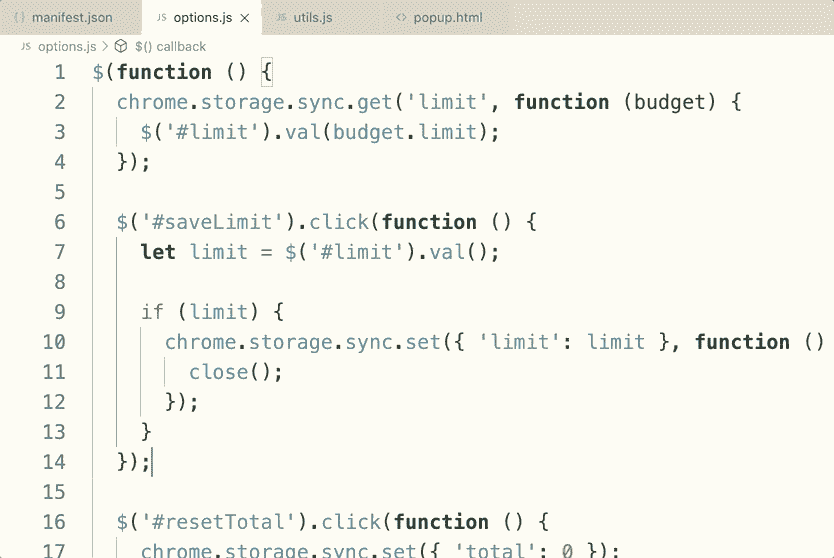 {} manifest.json JS options.js × JS utils.js <> popup.html
JS options.js > $() callback
1 $(function () {
2 chrome.storage.sync.get('limit', function (budget) {
3 $('#limit').val(budget.limit);
4 });
5
6 $('#saveLimit').click(function () {
7 let limit = $('#limit').val();
8
9 if (limit) {
10 chrome.storage.sync.set({ 'limit': limit }, function ()
11 close();
12 });
13 }
14 });
15
16 $('#resetTotal').click(function () {
17 chrome.storage.sync.set({ 'total': 0 });